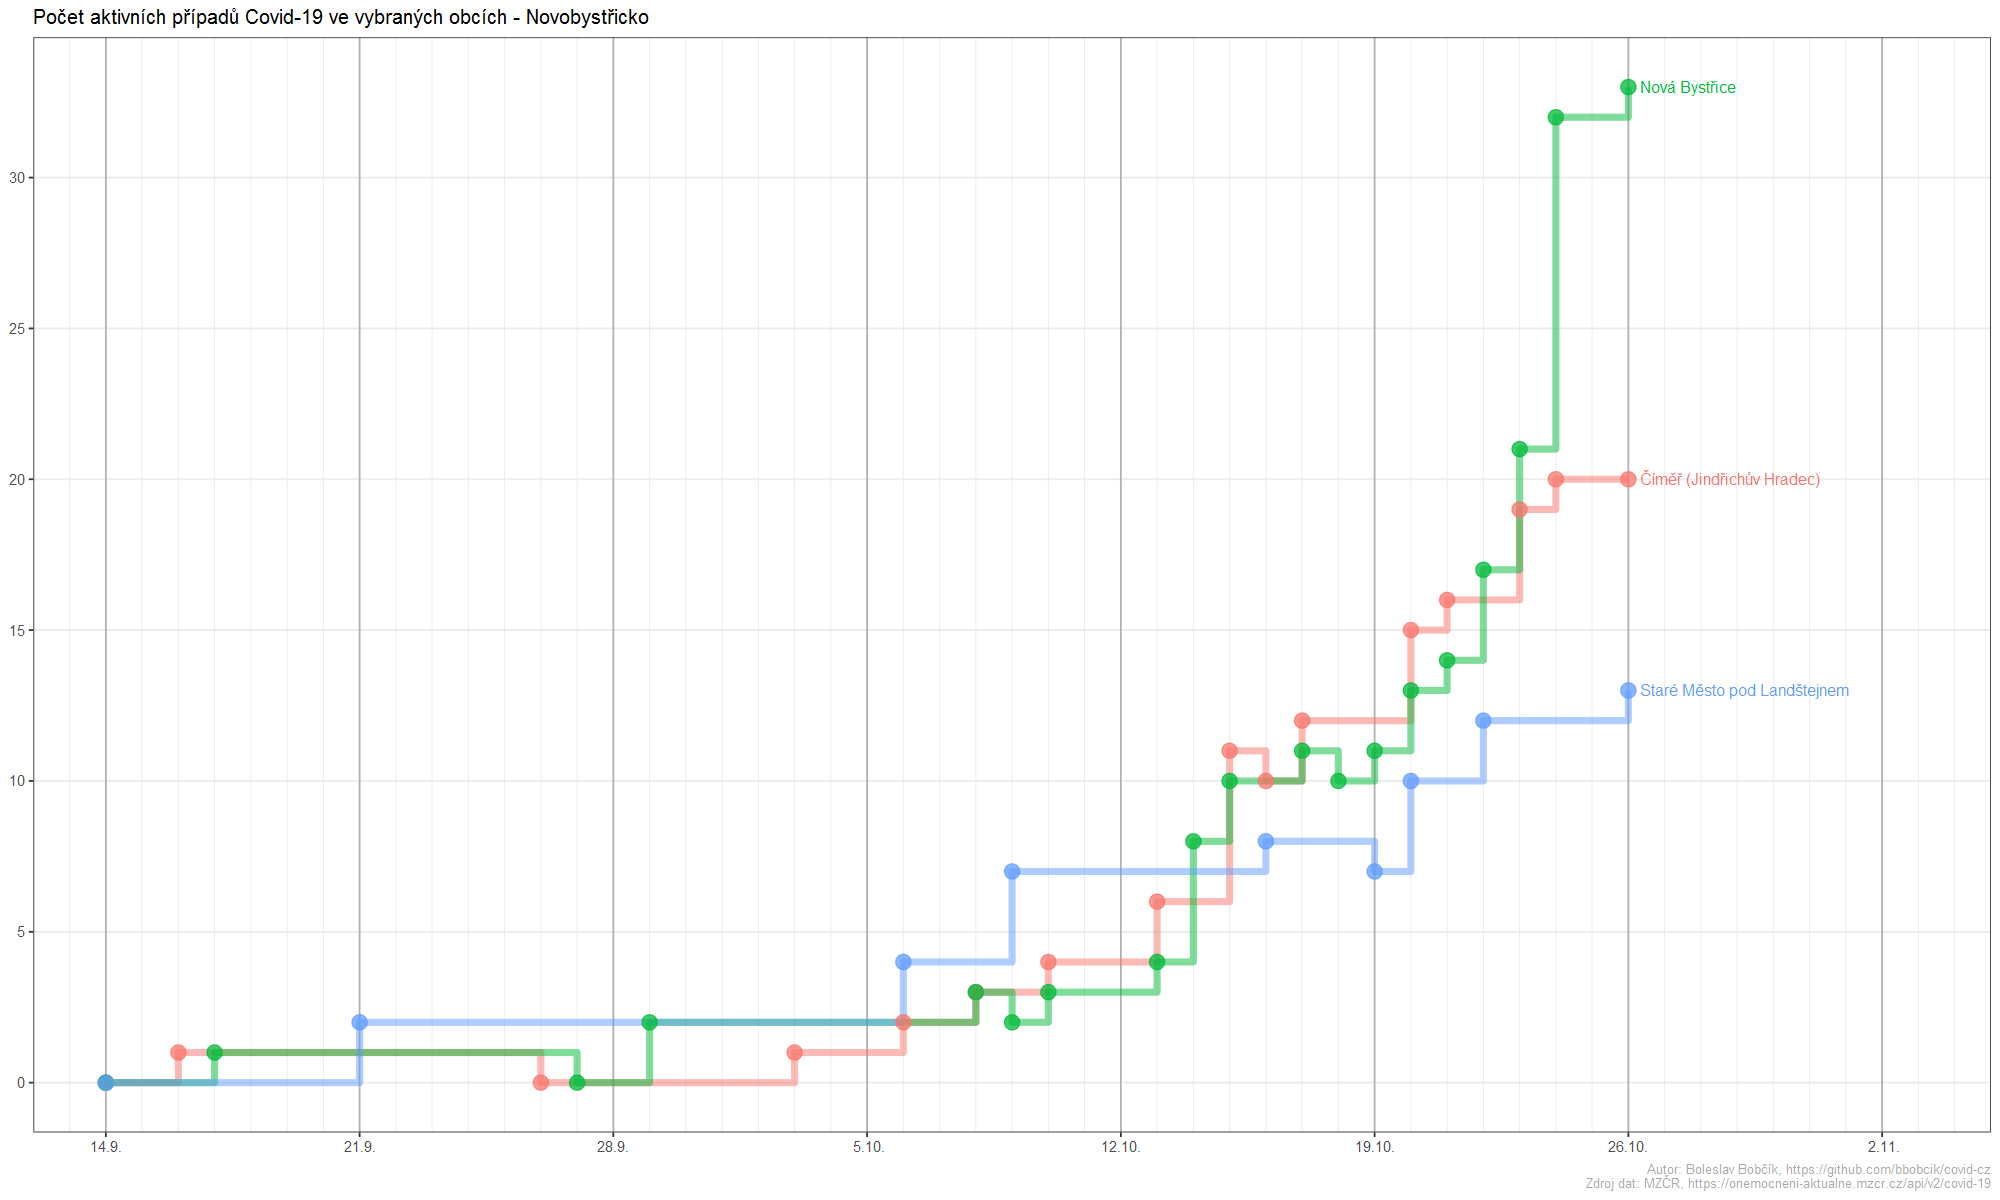 Počet aktivních případů Covid-19 ve vybraných obcích - Novobystřicko
Nová Bystřice
30
25
20
Číměř (Jindřichův Hradec)
15
Staré Město pod Landštejnem
10
5
0
14.9.
21.9.
28.9.
5.10.
12.10.
19.10.
26.10.
2.11.
Autor: Boleslav Bobčík, https://github.com/bbobcik/covid-cz
Zdroj dat: MZČR, https://onemocneni-aktualne.mzcr.cz/api/v2/covid-19